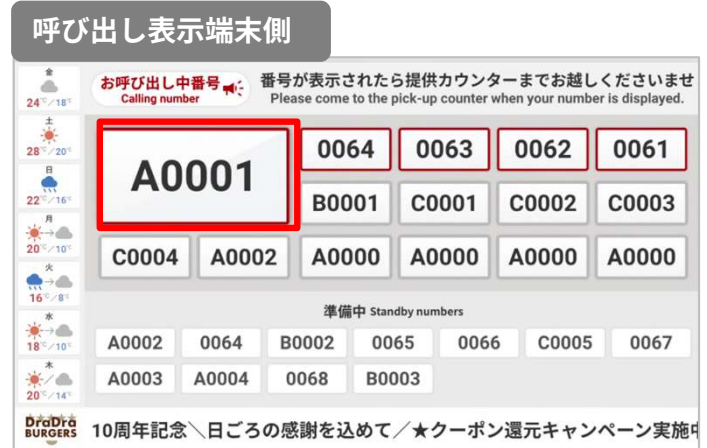 呼び出し表示端末側
金
24℃/18℃
土
28℃/20℃
日
22℃/16℃
月
20℃/10℃
火
16℃/8℃
水
18℃/10℃
木
20℃/14℃
お呼び出し中番号
Calling number
番号が表示されたら提供カウンターまでお越しくださいませ
Please come to the pick-up counter when your number is displayed.
A0001
0064 0063 0062 0061
B0001 C0001 C0002 C0003
C0004 A0002 A0000 A0000 A0000 A0000
準備中 Standby numbers
A0002 0064 B0002 0065 0066 C0005 0067
A0003 A0004 0068 B0003
DraDra
BURGERS
10周年記念＼日ごろの感謝を込めて／★クーポン還元キャンペーン実施中